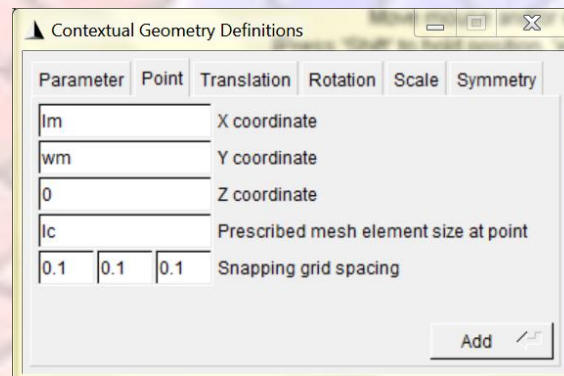 Contextual Geometry Definitions
Parameter Point Translation Rotation Scale Symmetry
lm X coordinate
wm Y coordinate
0 Z coordinate
lc Prescribed mesh element size at point
0.1 0.1 0.1 Snapping grid spacing
Add